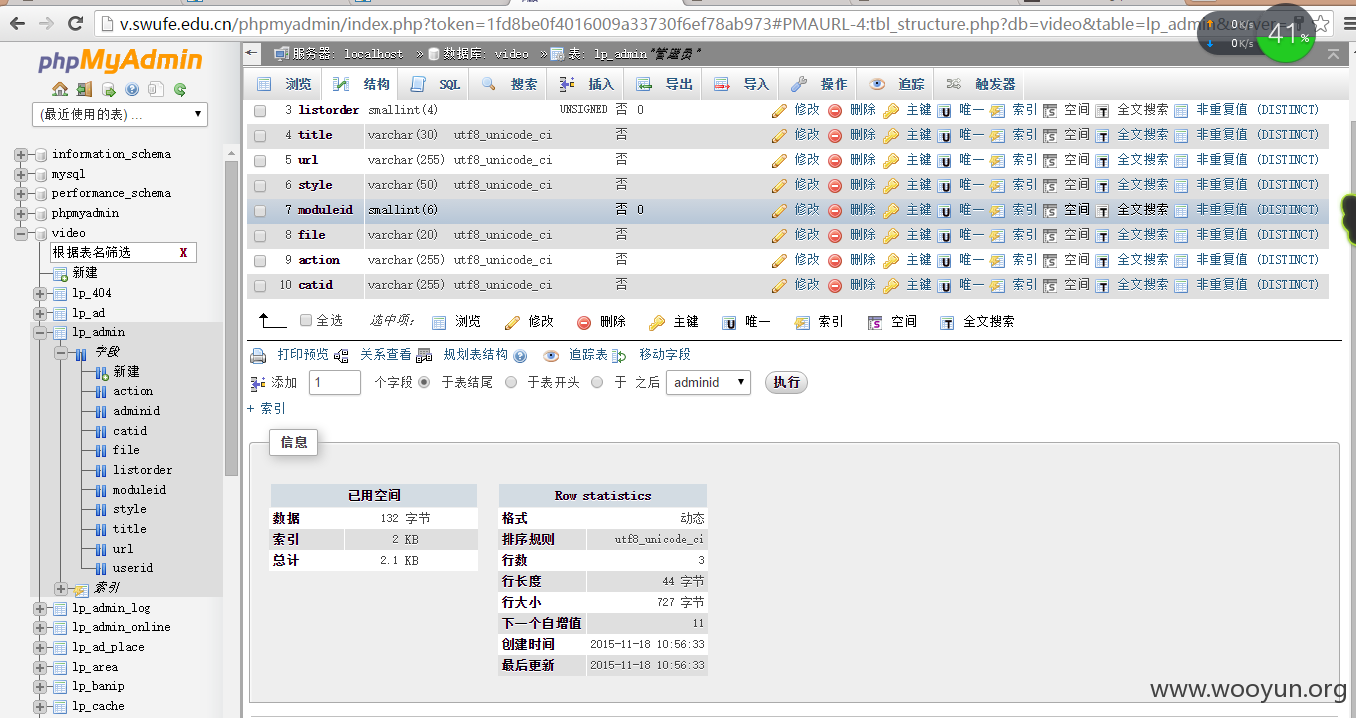 v.swufe.edu.cn/phpmyadmin/index.php?token=1fd8be0f4016009a33730f6ef78ab973#PMAURL-4:tbl_structure.php?db=video&table=lp_admin&server=
0K/s
0K/s
41%
phpMyAdmin
(最近使用的表) ...
information_schema
mysql
performance_schema
phpmyadmin
video
根据表名筛选 X
新建
lp_404
lp_ad
lp_admin
字段
新建
action
adminid
catid
file
listorder
moduleid
style
title
url
userid
索引
lp_admin_log
lp_admin_online
lp_ad_place
lp_area
lp_banip
lp_cache
服务器: localhost » 数据库: video » 表: lp_admin "管理员"
浏览 结构 SQL 搜索 插入 导出 导入 操作 追踪 触发器
3 listorder smallint(4) UNSIGNED 否 0 修改 删除 主键 唯一 索引 空间 全文搜索 非重复值 (DISTINCT)
4 title varchar(30) utf8_unicode_ci 否 修改 删除 主键 唯一 索引 空间 全文搜索 非重复值 (DISTINCT)
5 url varchar(255) utf8_unicode_ci 否 修改 删除 主键 唯一 索引 空间 全文搜索 非重复值 (DISTINCT)
6 style varchar(50) utf8_unicode_ci 否 修改 删除 主键 唯一 索引 空间 全文搜索 非重复值 (DISTINCT)
7 moduleid smallint(6) 否 0 修改 删除 主键 唯一 索引 空间 全文搜索 非重复值 (DISTINCT)
8 file varchar(20) utf8_unicode_ci 否 修改 删除 主键 唯一 索引 空间 全文搜索 非重复值 (DISTINCT)
9 action varchar(255) utf8_unicode_ci 否 修改 删除 主键 唯一 索引 空间 全文搜索 非重复值 (DISTINCT)
10 catid varchar(255) utf8_unicode_ci 否 修改 删除 主键 唯一 索引 空间 全文搜索 非重复值 (DISTINCT)
全选 选中项: 浏览 修改 删除 主键 唯一 索引 空间 全文搜索
打印预览 关系查看 规划表结构 追踪表 移动字段
添加 1 个字段 于表结尾 于表开头 于 之后 adminid 执行
+ 索引
信息
已用空间
数据 132 字节
索引 2 KB
总计 2.1 KB
Row statistics
格式 动态
排序规则 utf8_unicode_ci
行数 3
行长度 44 字节
行大小 727 字节
下一个自增值 11
创建时间 2015-11-18 10:56:33
最后更新 2015-11-18 10:56:33
www.wooyun.org